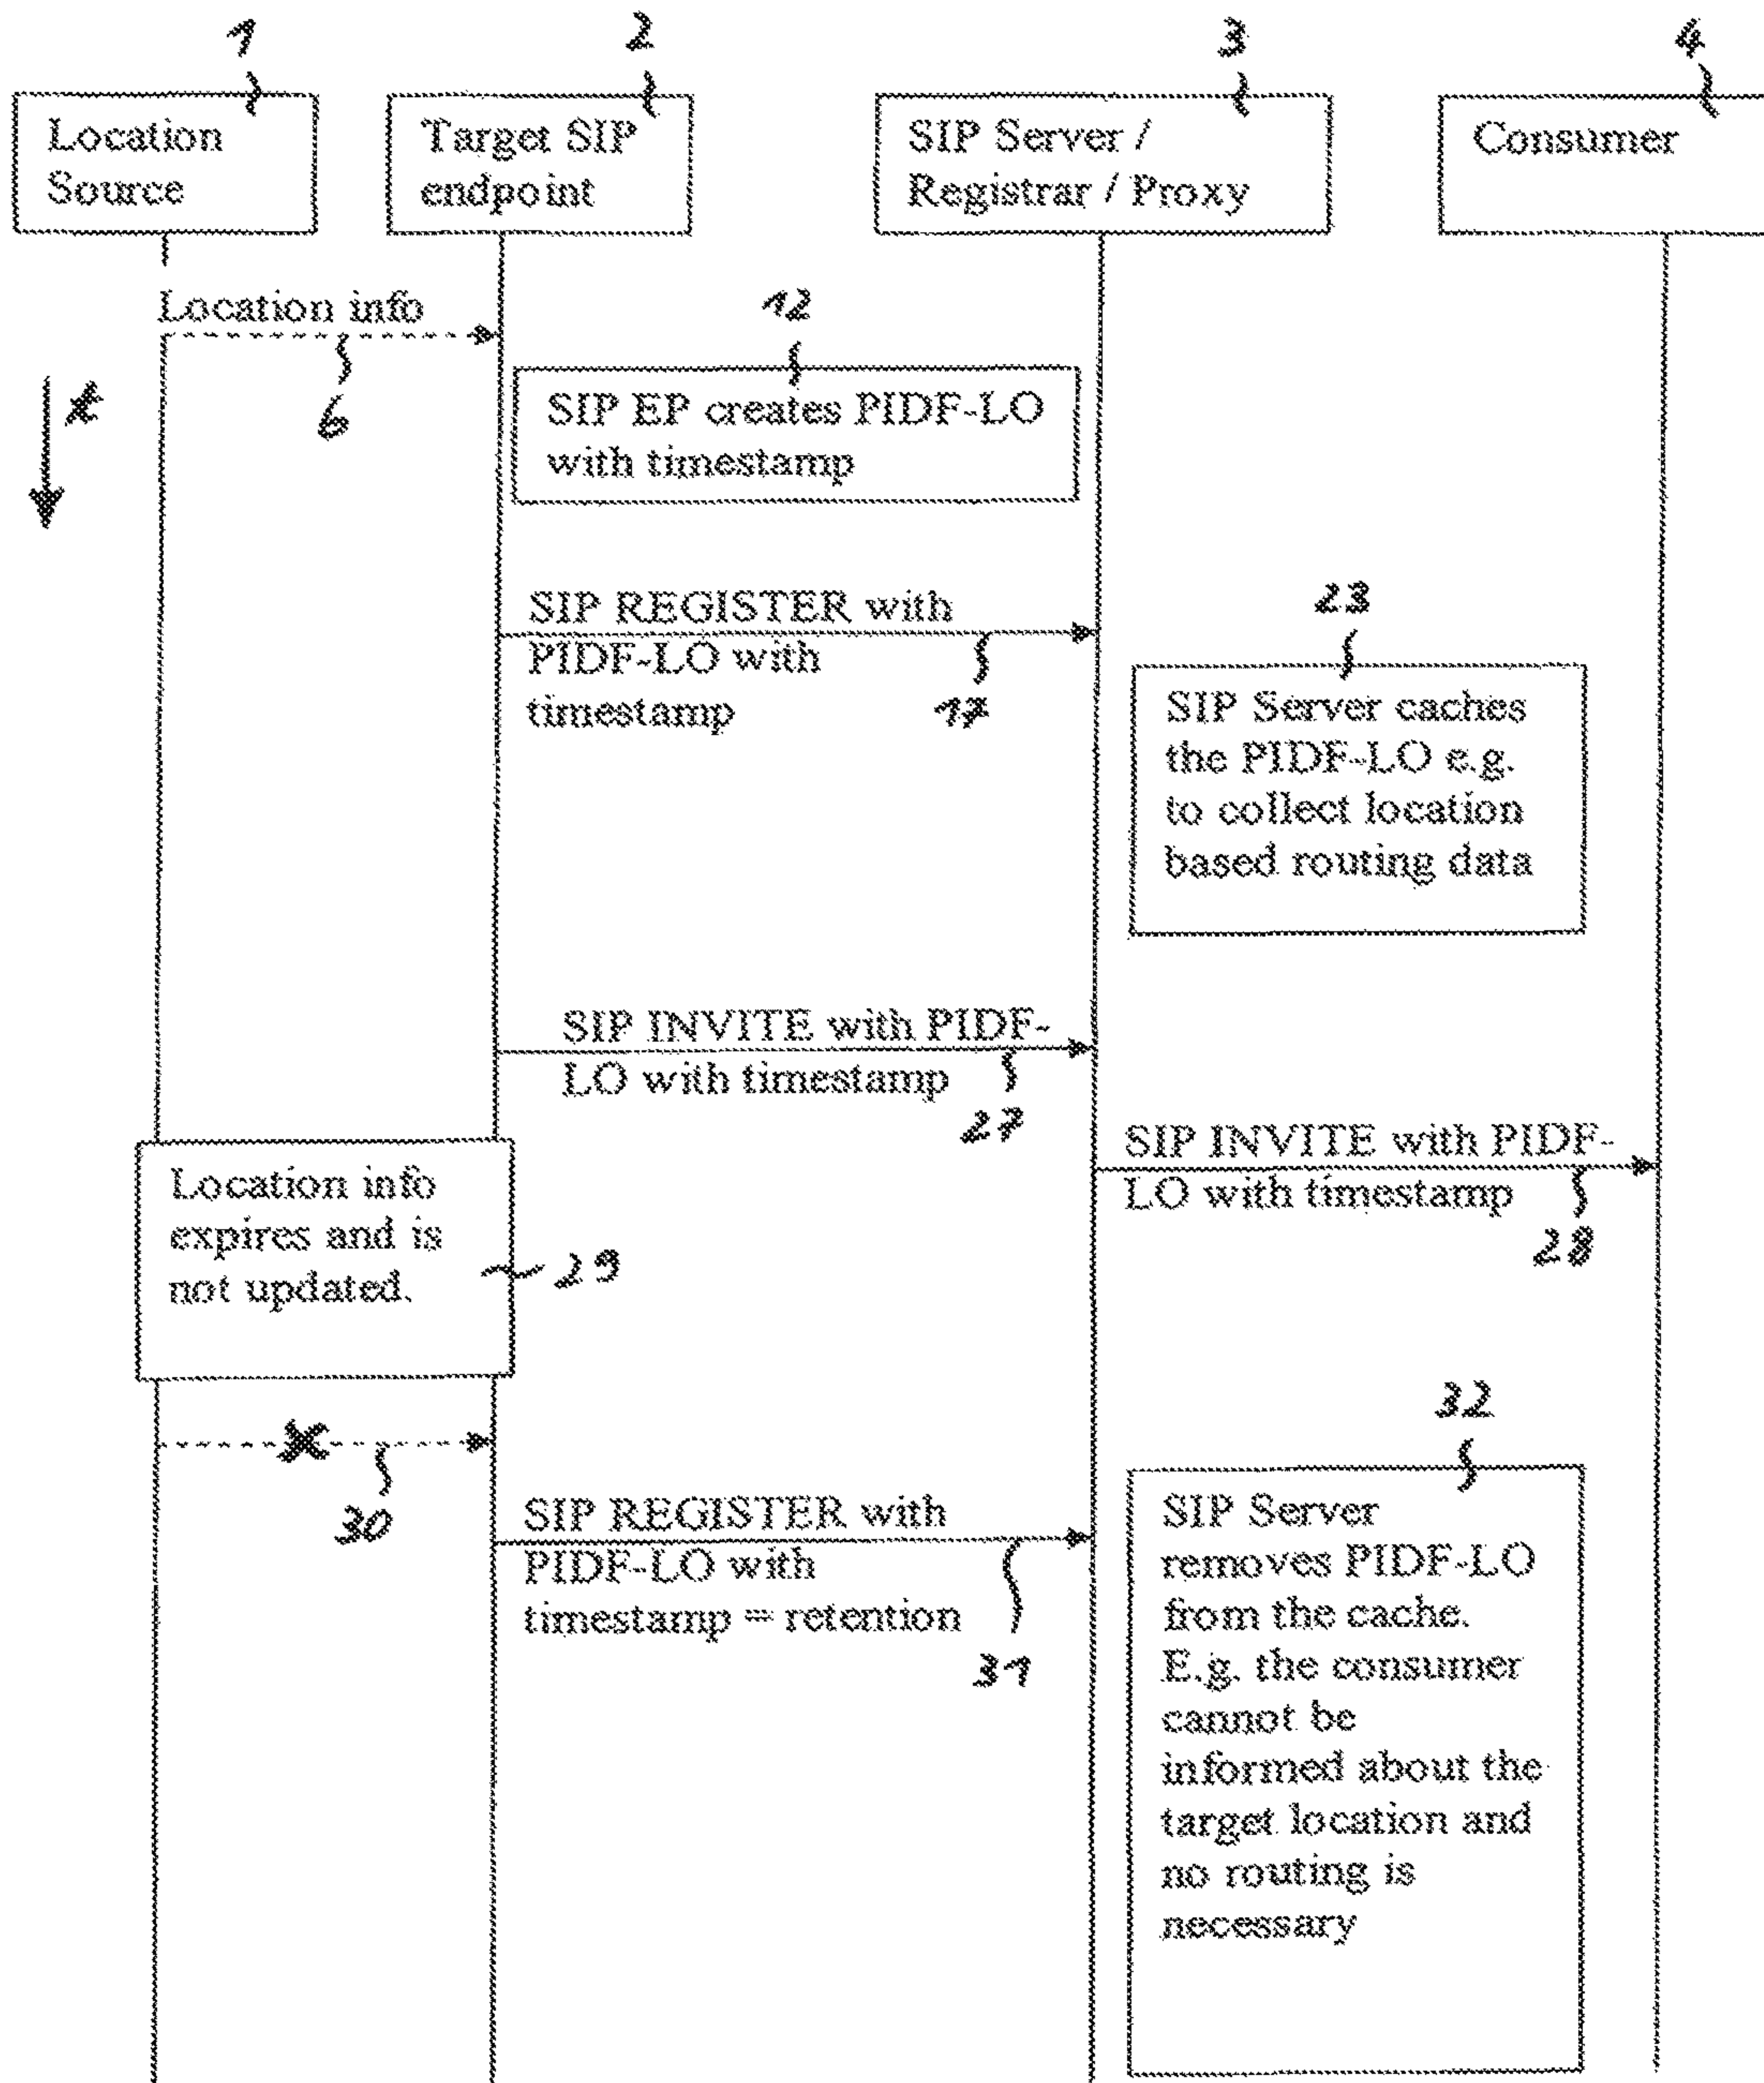 1
2
3
4
Location
Source
Target SIP
endpoint
SIP Server /
Registrar / Proxy
Consumer
Location info
6
t
12
SIP EP creates PIDF-LO
with timestamp
SIP REGISTER with
PIDF-LO with
timestamp
17
23
SIP Server caches
the PIDF-LO e.g.
to collect location
based routing data
SIP INVITE with PIDF-
LO with timestamp
27
SIP INVITE with PIDF-
LO with timestamp
28
Location info
expires and is
not updated.
29
30
SIP REGISTER with
PIDF-LO with
timestamp = retention
31
32
SIP Server
removes PIDF-LO
from the cache.
E.g. the consumer
cannot be
informed about the
target location and
no routing is
necessary